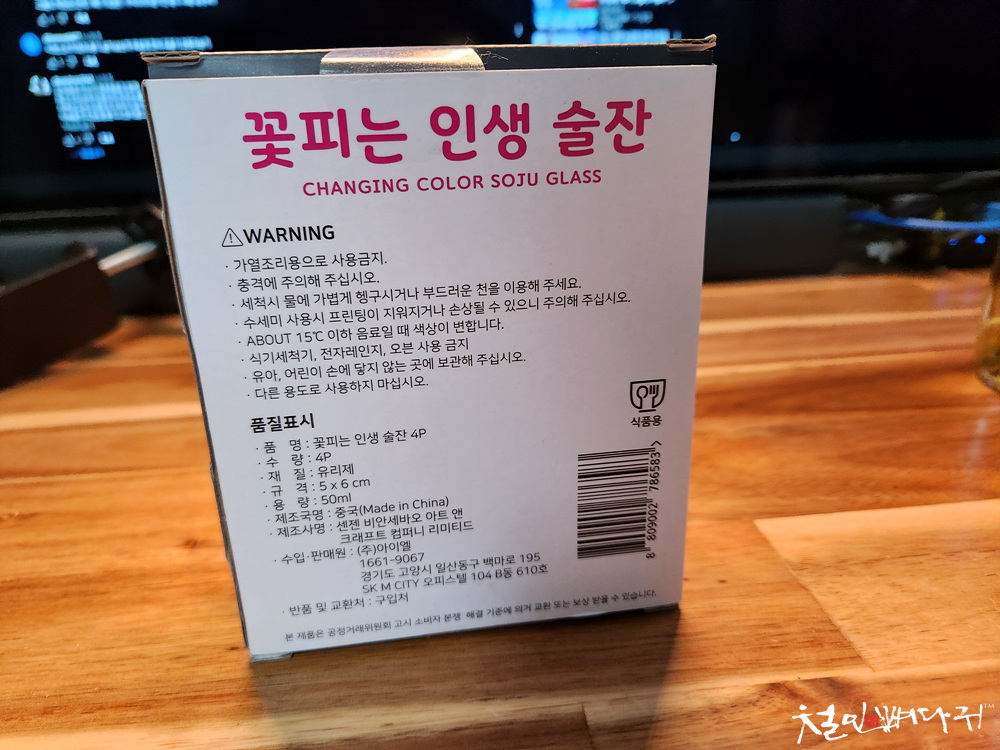 꽃피는 인생 술잔
CHANGING COLOR SOJU GLASS
WARNING
· 가열조리용으로 사용금지.
· 충격에 주의해 주십시오.
· 세척시 물에 가볍게 헹구시거나 부드러운 천을 이용해 주세요.
· 수세미 사용시 프린팅이 지워지거나 손상될 수 있으니 주의해 주십시오.
· ABOUT 15℃ 이하 음료일 때 색상이 변합니다.
· 식기세척기, 전자레인지, 오븐 사용 금지
· 유아, 어린이 손에 닿지 않는 곳에 보관해 주십시오.
· 다른 용도로 사용하지 마십시오.
식품용
품질표시
· 품 명 : 꽃피는 인생 술잔 4P
· 수 량 : 4P
· 재 질 : 유리제
· 규 격 : 5 x 6 cm
· 용 량 : 50ml
· 제조국명 : 중국(Made in China)
· 제조사명 : 센젠 비안세바오 아트 앤
크래프트 컴퍼니 리미티드
· 수입·판매원 : (주)아이엘
1661-9067
경기도 고양시 일산동구 백마로 195
SK M CITY 오피스텔 104 B동 610호
· 반품 및 교환처 : 구입처
본 제품은 공정거래위원회 고시 소비자 분쟁 해결 기준에 의거 교환 또는 보상 받을 수 있습니다.
8 809002 786583 >
철민뼈다귀™